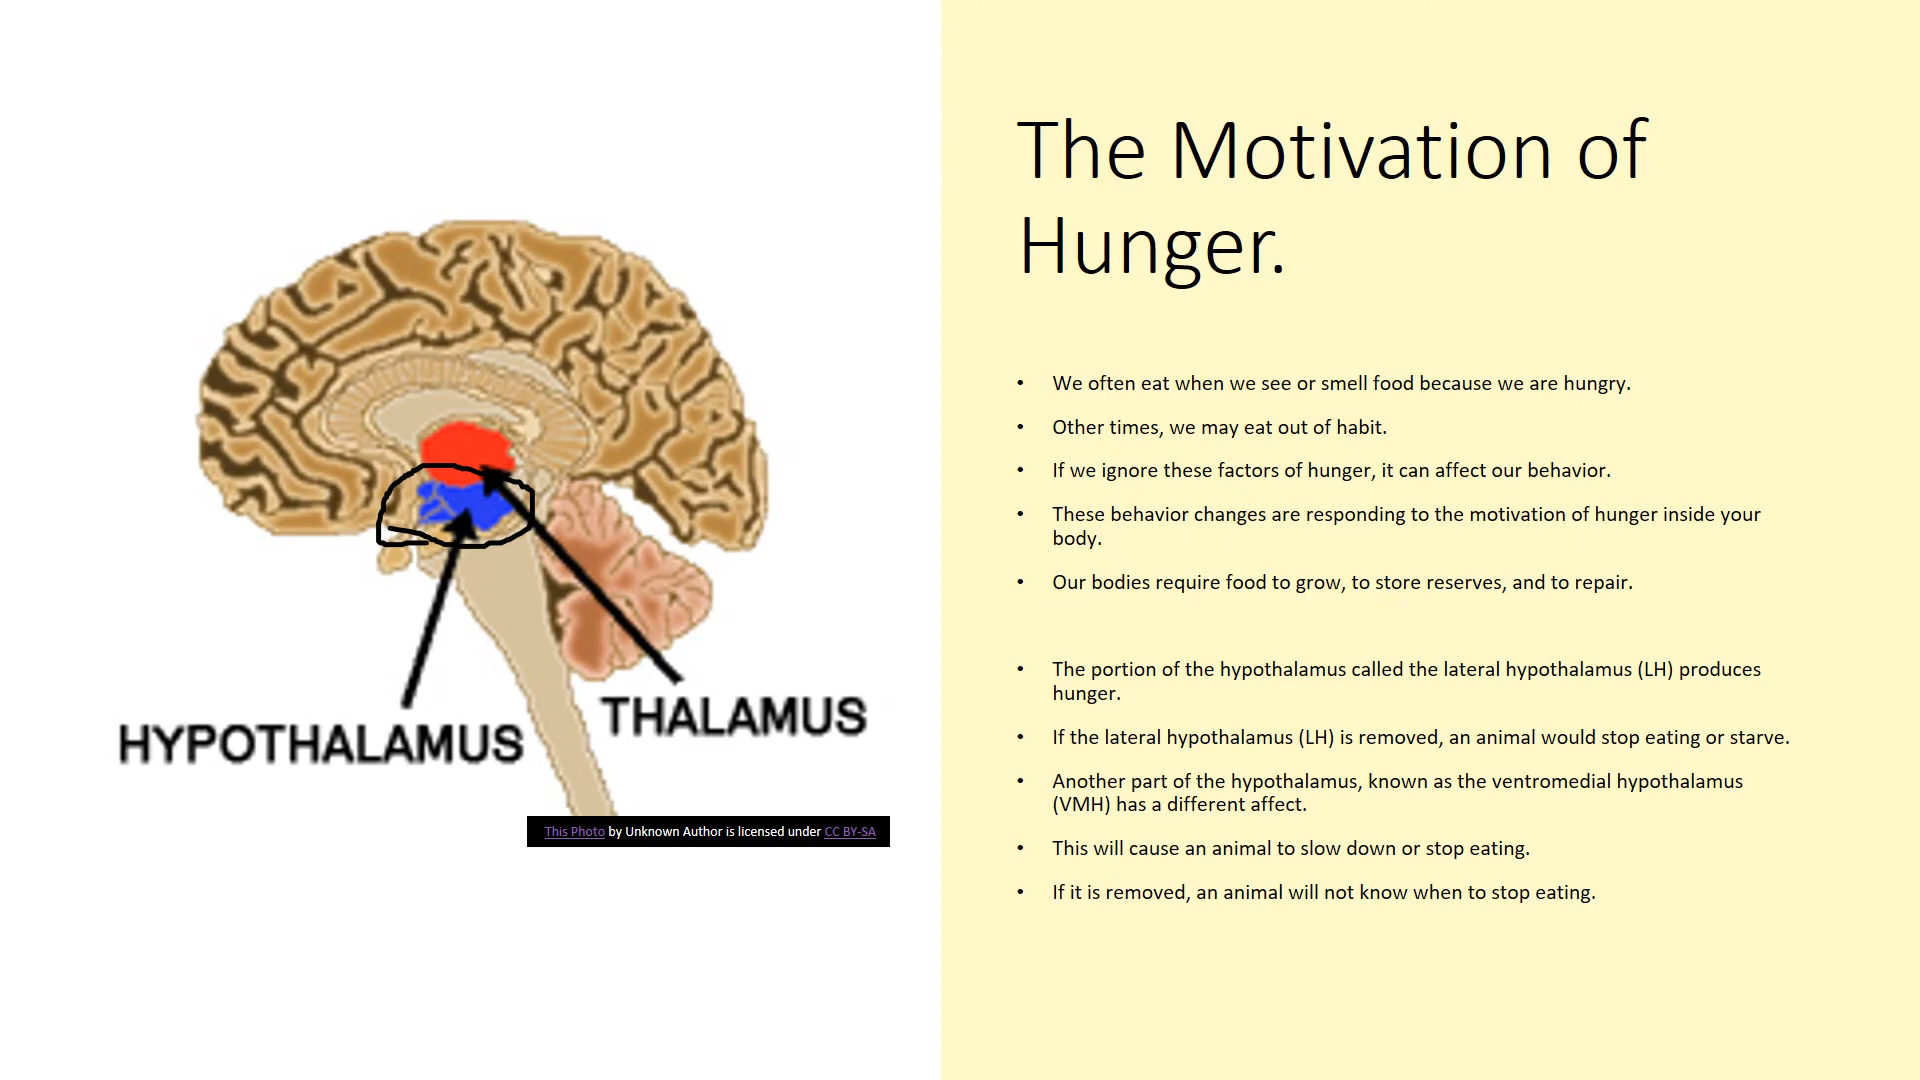 The Motivation of
Hunger.
• We often eat when we see or smell food because we are hungry.
• Other times, we may eat out of habit.
• If we ignore these factors of hunger, it can affect our behavior.
• These behavior changes are responding to the motivation of hunger inside your
body.
• Our bodies require food to grow, to store reserves, and to repair.
• The portion of the hypothalamus called the lateral hypothalamus (LH) produces
hunger.
• If the lateral hypothalamus (LH) is removed, an animal would stop eating or starve.
• Another part of the hypothalamus, known as the ventromedial hypothalamus
(VMH) has a different affect.
• This will cause an animal to slow down or stop eating.
• If it is removed, an animal will not know when to stop eating.
HYPOTHALAMUS
THALAMUS
This Photo by Unknown Author is licensed under CC BY-SA